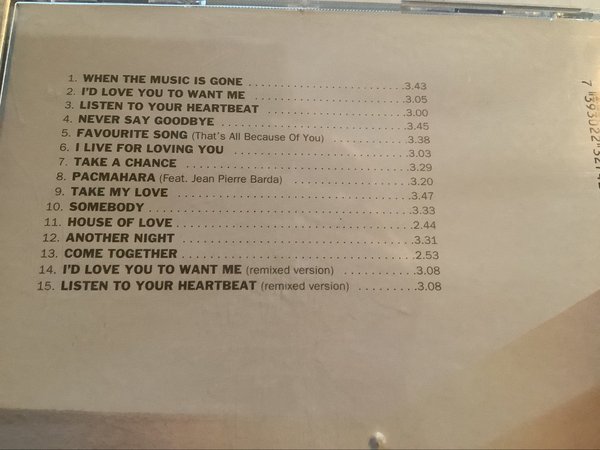 1. WHEN THE MUSIC IS GONE ..........................3.43
2. I'D LOVE YOU TO WANT ME ..........................3.05
3. LISTEN TO YOUR HEARTBEAT ........................3.00
4. NEVER SAY GOODBYE ...............................3.45
5. FAVOURITE SONG (That's All Because Of You) ..............3.38
6. I LIVE FOR LOVING YOU .............................3.03
7. TAKE A CHANCE ...................................3.29
8. PACMAHARA (Feat. Jean Pierre Barda) ...................3.20
9. TAKE MY LOVE ....................................3.47
10. SOMEBODY .......................................3.33
11. HOUSE OF LOVE ...................................2.44
12. ANOTHER NIGHT ...................................3.31
13. COME TOGETHER ...................................2.53
14. I'D LOVE YOU TO WANT ME (remixed version) ..........3.08
15. LISTEN TO YOUR HEARTBEAT (remixed version) .........3.08